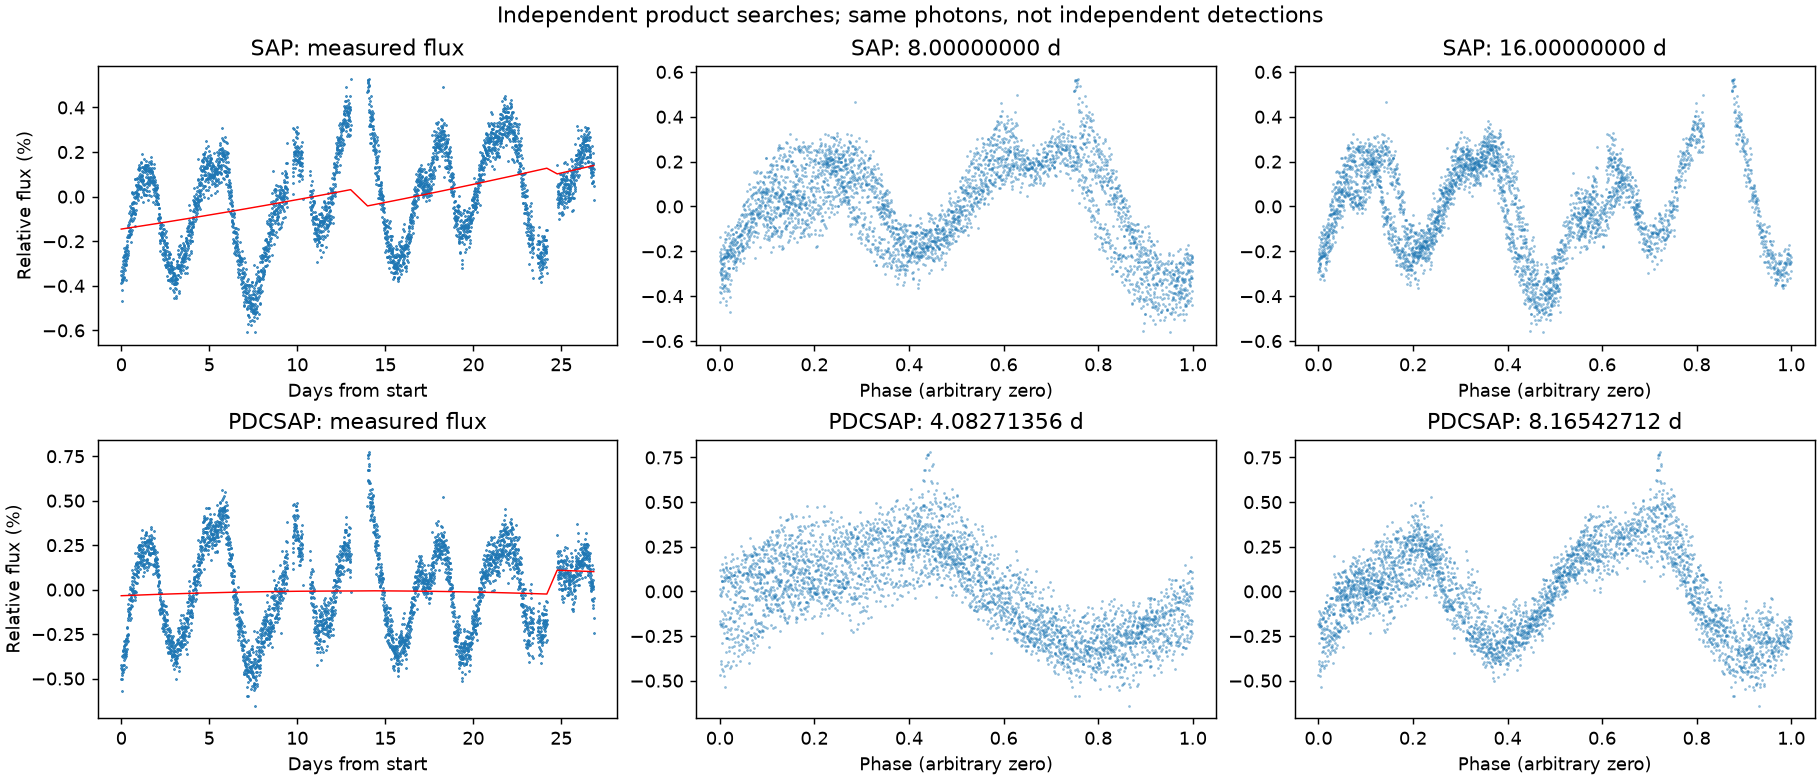 Independent product searches; same photons, not independent detections
SAP: measured flux
SAP: 8.00000000 d
SAP: 16.00000000 d
Relative flux (%)
0.4
0.2
0.0
−0.2
−0.4
−0.6
0 5 10 15 20 25
Days from start
0.6
0.4
0.2
0.0
−0.2
−0.4
−0.6
0.0 0.2 0.4 0.6 0.8 1.0
Phase (arbitrary zero)
0.6
0.4
0.2
0.0
−0.2
−0.4
−0.6
0.0 0.2 0.4 0.6 0.8 1.0
Phase (arbitrary zero)
PDCSAP: measured flux
PDCSAP: 4.08271356 d
PDCSAP: 8.16542712 d
Relative flux (%)
0.75
0.50
0.25
0.00
−0.25
−0.50
0 5 10 15 20 25
Days from start
0.75
0.50
0.25
0.00
−0.25
−0.50
0.0 0.2 0.4 0.6 0.8 1.0
Phase (arbitrary zero)
0.75
0.50
0.25
0.00
−0.25
−0.50
0.0 0.2 0.4 0.6 0.8 1.0
Phase (arbitrary zero)